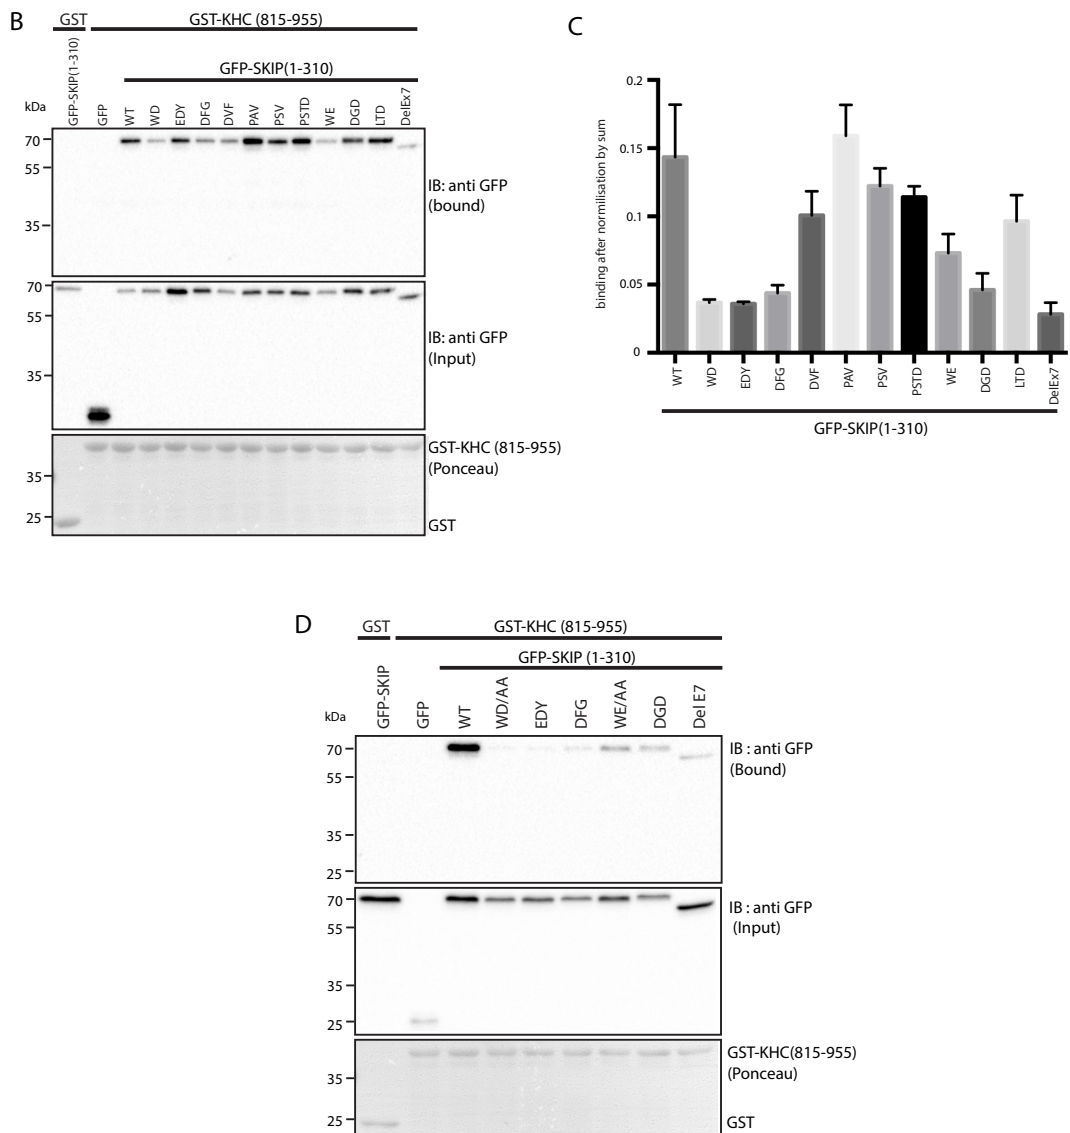 B
GST
GST-KHC (815-955)
GFP-SKIP(1-310)
GFP-SKIP(1-310)
GFP
WT
WD
EDY
DFG
DVF
PAV
PSV
PSTD
WE
DGD
LTD
DelEx7
kDa
70
55
35
IB: anti GFP
(bound)
70
55
35
IB: anti GFP
(Input)
35
25
GST-KHC (815-955)
(Ponceau)
GST
C
binding after normilisation by sum
0.2
0.15
0.1
0.05
0
WT
WD
EDY
DFG
DVF
PAV
PSV
PSTD
WE
DGD
LTD
DelEx7
GFP-SKIP(1-310)
D
GST
GST-KHC (815-955)
GFP-SKIP (1-310)
GFP-SKIP
GFP
WT
WD/AA
EDY
DFG
WE/AA
DGD
Del E7
kDa
70
55
35
25
IB : anti GFP
(Bound)
70
55
35
25
IB : anti GFP
(Input)
35
25
GST-KHC(815-955)
(Ponceau)
GST